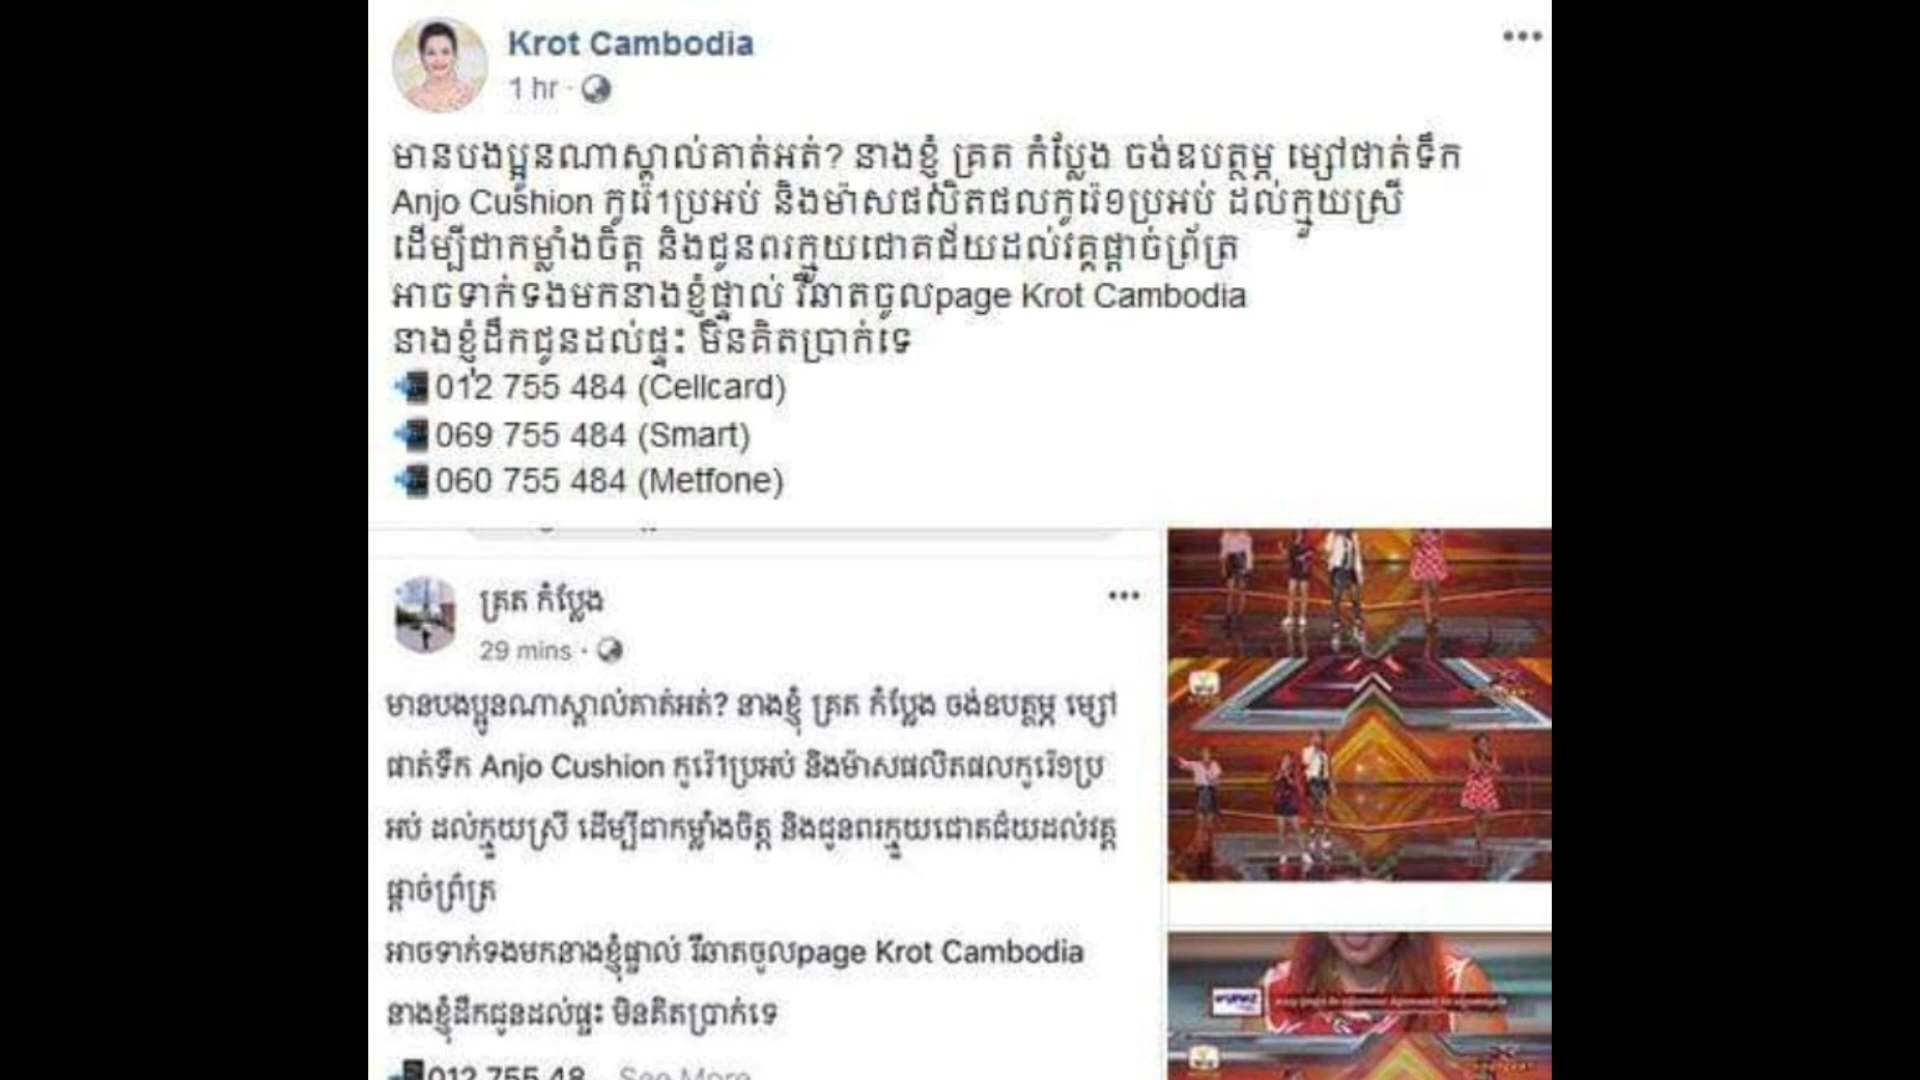 Krot Cambodia
1 hr
មានបងប្អូនណាស្គាល់គាត់អត់? នាងខ្ញុំ គ្រត កំប្លែង ចង់ឧបត្ថម្ភ ម្សៅផាត់ទឹក
Anjo Cushion កូរ៉េ1ប្រអប់ និងម៉ាសផលិតផលកូរ៉េ១ប្រអប់ ដល់ក្មួយស្រី
ដើម្បីជាកម្លាំងចិត្ត និងជូនពរក្មួយជោគជ័យដល់វគ្គផ្ដាច់ព្រ័ត្រ
អាចទាក់ទងមកនាងខ្ញុំផ្ទាល់ រឺឆាតចូលpage Krot Cambodia
នាងខ្ញុំដឹកជូនដល់ផ្ទះ មិនគិតប្រាក់ទេ
012 755 484 (Cellcard)
069 755 484 (Smart)
060 755 484 (Metfone)
គ្រត កំប្លែង
29 mins
មានបងប្អូនណាស្គាល់គាត់អត់? នាងខ្ញុំ គ្រត កំប្លែង ចង់ឧបត្ថម្ភ ម្សៅ
ផាត់ទឹក Anjo Cushion កូរ៉េ1ប្រអប់ និងម៉ាសផលិតផលកូរ៉េ១ប្រ
អប់ ដល់ក្មួយស្រី ដើម្បីជាកម្លាំងចិត្ត និងជូនពរក្មួយជោគជ័យដល់វគ្គ
ផ្ដាច់ព្រ័ត្រ
អាចទាក់ទងមកនាងខ្ញុំផ្ទាល់ រឺឆាតចូលpage Krot Cambodia
នាងខ្ញុំដឹកជូនដល់ផ្ទះ មិនគិតប្រាក់ទេ
012 755 48... See More